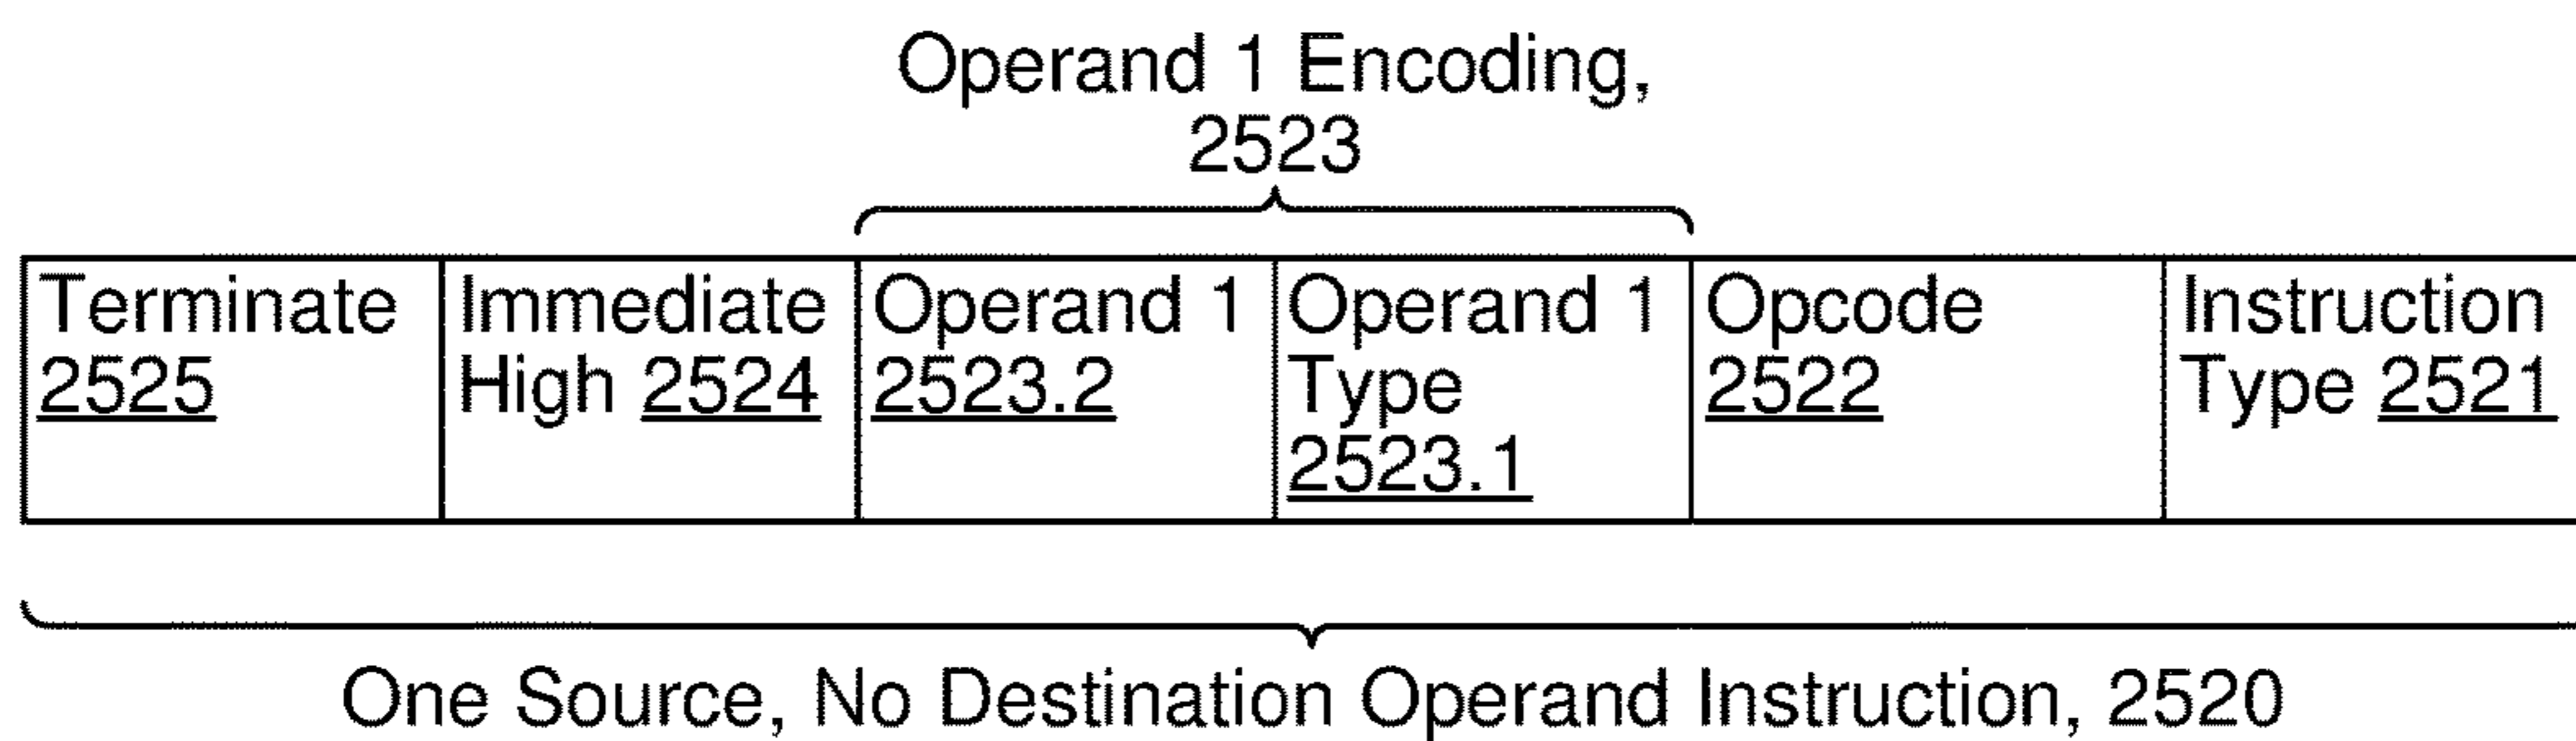 Operand 1 Encoding,
2523
Terminate
2525
Immediate
High 2524
Operand 1
2523.2
Operand 1
Type
2523.1
Opcode
2522
Instruction
Type 2521
One Source, No Destination Operand Instruction, 2520